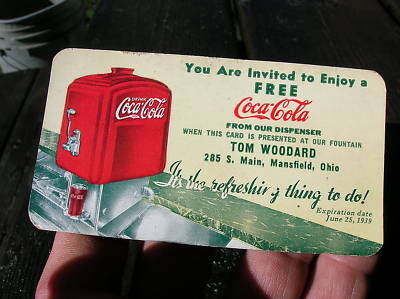 You Are Invited to Enjoy a
FREE
Coca-Cola
FROM OUR DISPENSER
WHEN THIS CARD IS PRESENTED AT OUR FOUNTAIN
TOM WOODARD
285 S. Main, Mansfield, Ohio
It's the refreshing thing to do!
Expiration date
June 25, 1939
DRINK
Coca-Cola
Coca-Cola